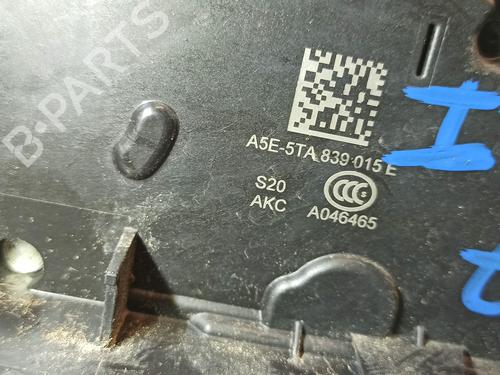 B-PARTS
A5E-5TA 839 015 E
S20
CCC S
AKC
A046465